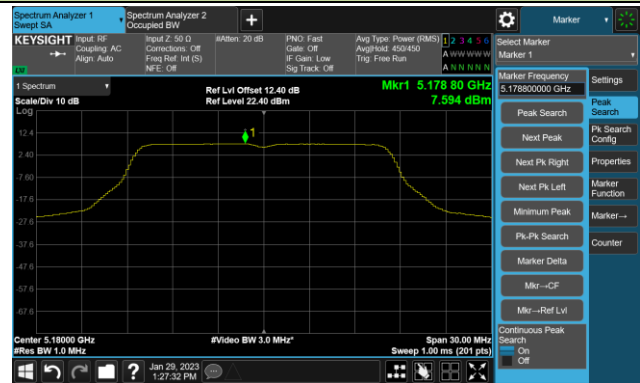 Spectrum Analyzer 1
Swept SA
Spectrum Analyzer 2
Occupied BW
Marker
KEYSIGHT
Input: RF
Coupling: AC
Align: Auto
Input Z: 50 Ω
Corrections: Off
Freq Ref: Int (S)
NFE: Off
#Atten: 20 dB
PNO: Fast
Gate: Off
IF Gain: Low
Sig Track: Off
Avg Type: Power (RMS)
Avg|Hold: 450/450
Trig: Free Run
1 2 3 4 5 6
A W W W W W
A N N N N N
1 Spectrum
Scale/Div 10 dB
Log
Ref Lvl Offset 12.40 dB
Ref Level 22.40 dBm
Mkr1 5.178 80 GHz
7.594 dBm
1
12.4
2.40
-7.60
-17.6
-27.6
-37.6
-47.6
-57.6
-67.6
Center 5.18000 GHz
#Res BW 1.0 MHz
#Video BW 3.0 MHz*
Span 30.00 MHz
Sweep 1.00 ms (201 pts)
Jan 29, 2023
1:27:32 PM
Select Marker
Marker 1
Marker Frequency
5.178800000 GHz
Peak Search
Next Peak
Next Pk Right
Next Pk Left
Minimum Peak
Pk-Pk Search
Marker Delta
Mkr→CF
Mkr→Ref Lvl
Continuous Peak
Search
On
Off
Settings
Peak
Search
Pk Search
Config
Properties
Marker
Function
Marker→
Counter